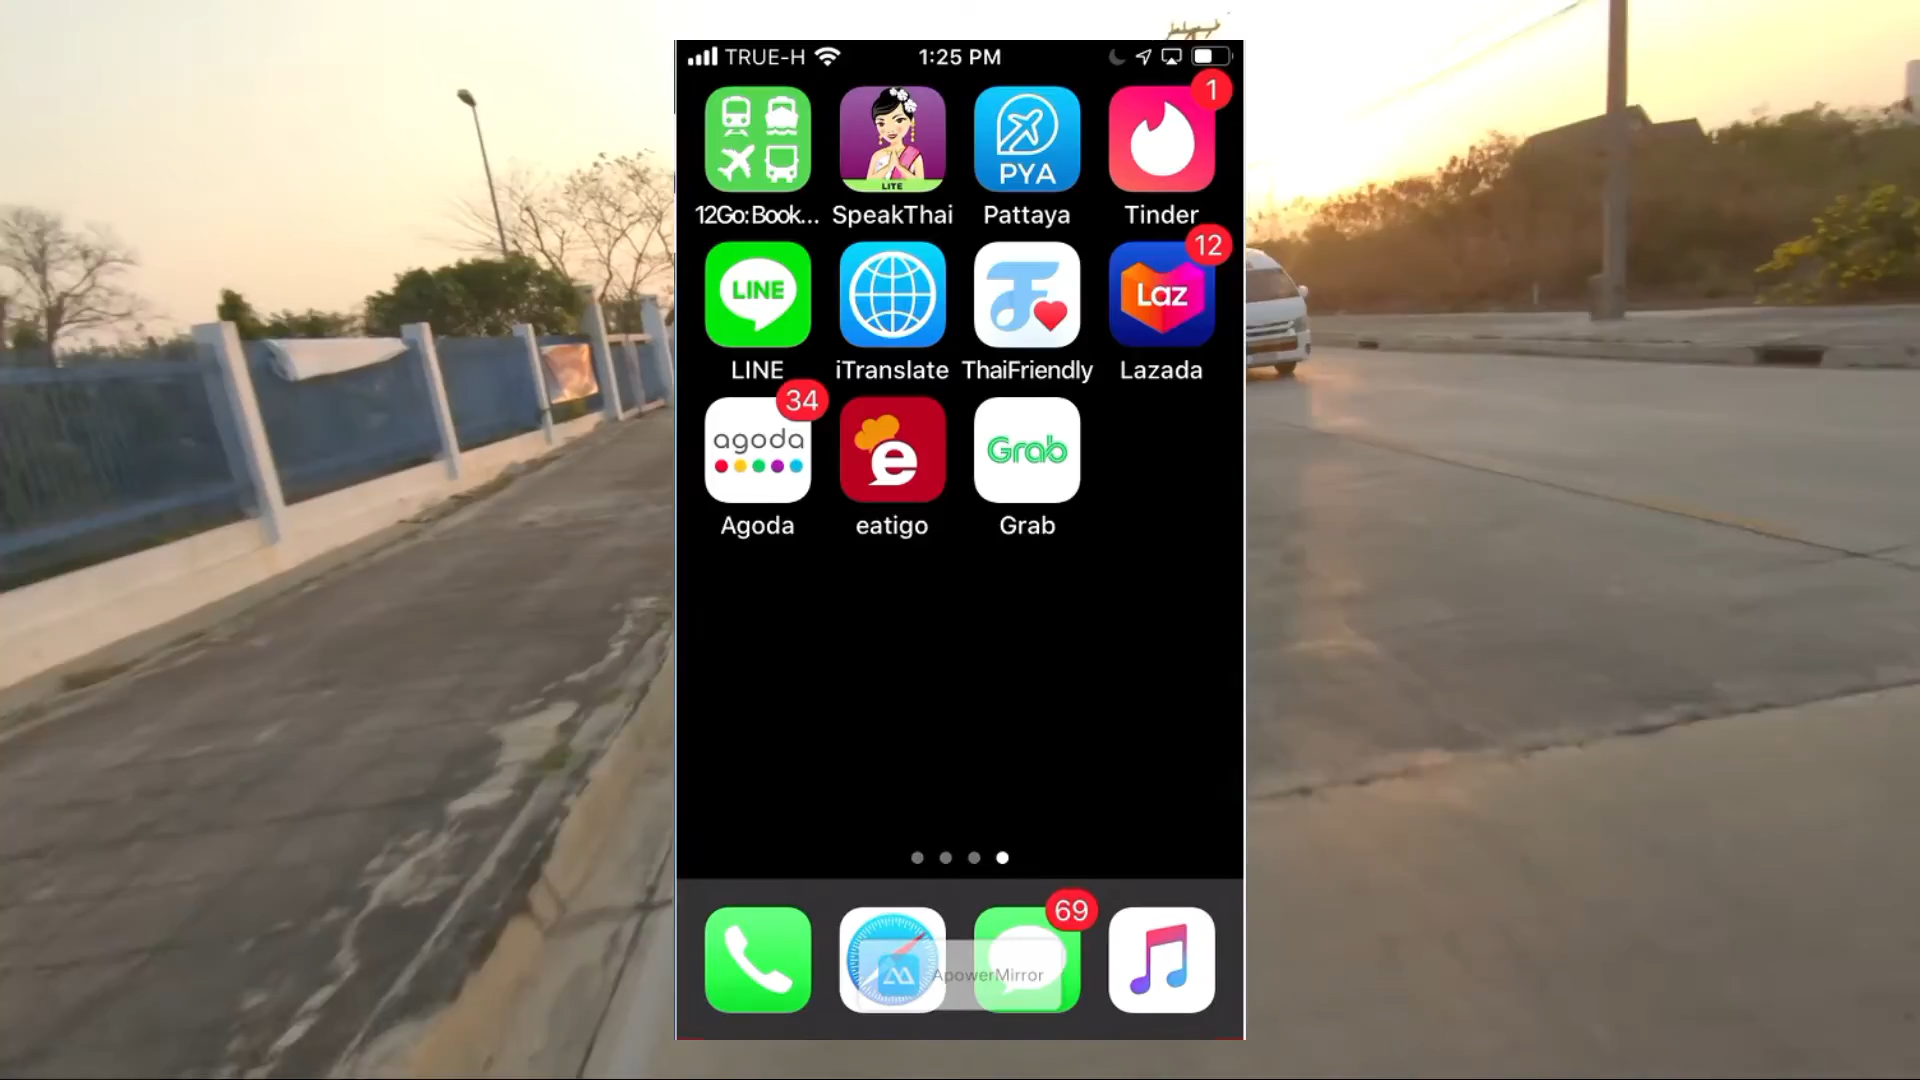 TRUE-H 1:25 PM
1
LITE
PYA
12Go: Book... SpeakThai Pattaya Tinder
12
LINE
Laz
LINE iTranslate ThaiFriendly Lazada
34
agoda
e
Grab
Agoda eatigo Grab
69
ApowerMirror